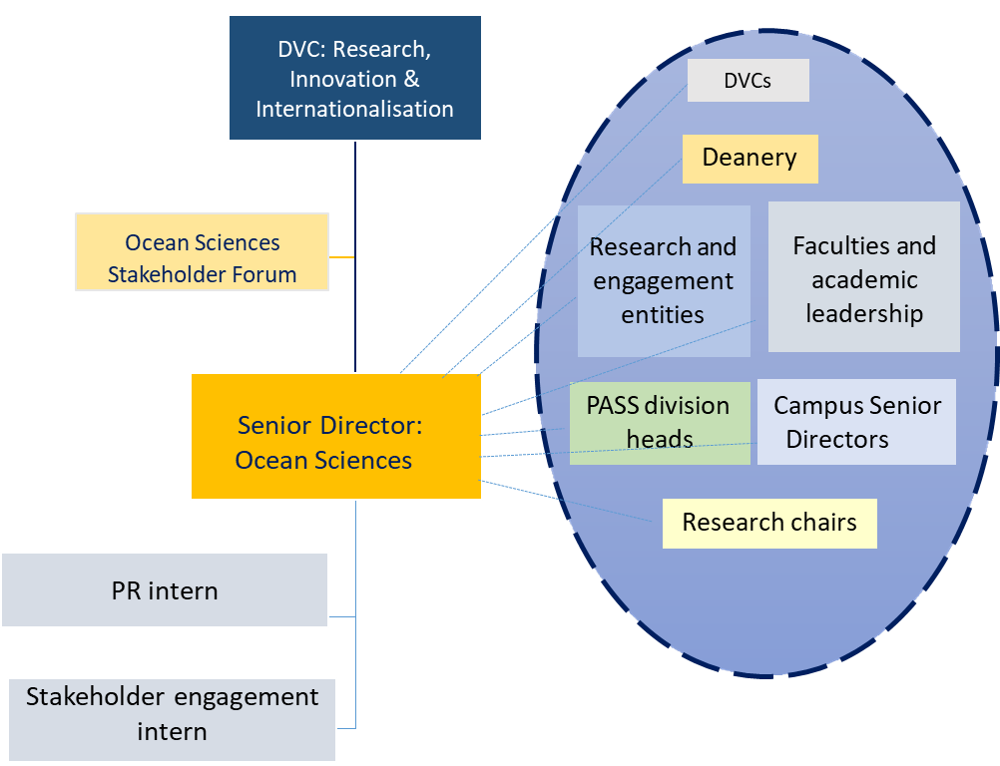 DVC: Research,
Innovation &
Internationalisation
Ocean Sciences
Stakeholder Forum
Senior Director:
Ocean Sciences
PR intern
Stakeholder engagement
intern
DVCs
Deanery
Research and
engagement
entities
Faculties and
academic
leadership
PASS division
heads
Campus Senior
Directors
Research chairs